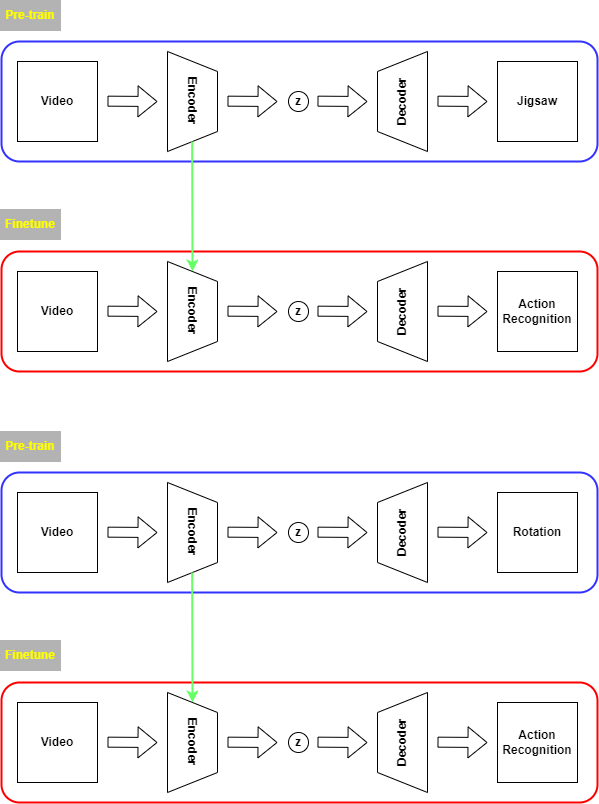 Pre-train
Video
Encoder
z
Decoder
Jigsaw
Finetune
Video
Encoder
z
Decoder
Action
Recognition
Pre-train
Video
Encoder
z
Decoder
Rotation
Finetune
Video
Encoder
z
Decoder
Action
Recognition